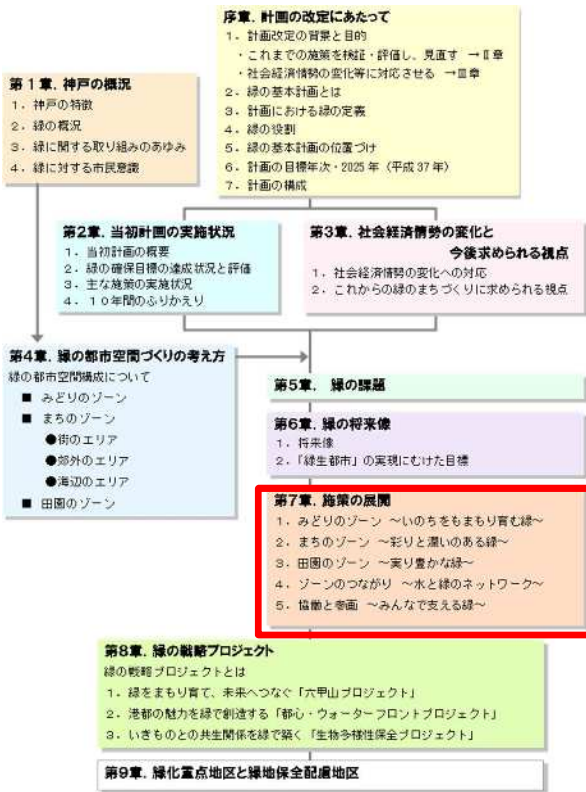 序章．計画の改定にあたって
1．計画改定の背景と目的
・これまでの施策を検証・評価し、見直す →Ⅱ章
・社会経済情勢の変化等に対応させる →Ⅲ章
2．緑の基本計画とは
3．計画における緑の定義
4．緑の役割
5．緑の基本計画の位置づけ
6．計画の目標年次・2025年（平成37年）
7．計画の構成
第1章．神戸の概況
1．神戸の特徴
2．緑の概況
3．緑に関する取り組みのあゆみ
4．緑に対する市民意識
第2章．当初計画の実施状況
1．当初計画の概要
2．緑の確保目標の達成状況と評価
3．主な施策の実施状況
4．10年間のふりかえり
第3章．社会経済情勢の変化と
今後求められる視点
1．社会経済情勢の変化への対応
2．これからの緑のまちづくりに求められる視点
第4章．緑の都市空間づくりの考え方
緑の都市空間構成について
■ みどりのゾーン
■ まちのゾーン
●街のエリア
●郊外のエリア
●海辺のエリア
■ 田園のゾーン
第5章． 緑の課題
第6章．緑の将来像
1．将来像
2．「緑生都市」の実現にむけた目標
第7章．施策の展開
1．みどりのゾーン ～いのちをもまもり育む緑～
2．まちのゾーン ～彩りと潤いのある緑～
3．田園のゾーン ～実り豊かな緑～
4．ゾーンのつながり ～水と緑のネットワーク～
5．協働と参画 ～みんなで支える緑～
第8章．緑の戦略プロジェクト
緑の戦略プロジェクトとは
1．緑をまもり育て、未来へつなぐ「六甲山プロジェクト」
2．港都の魅力を緑で創造する「都心・ウォーターフロントプロジェクト」
3．いきものとの共生関係を緑で築く「生物多様性保全プロジェクト」
第9章．緑化重点地区と緑地保全配慮地区